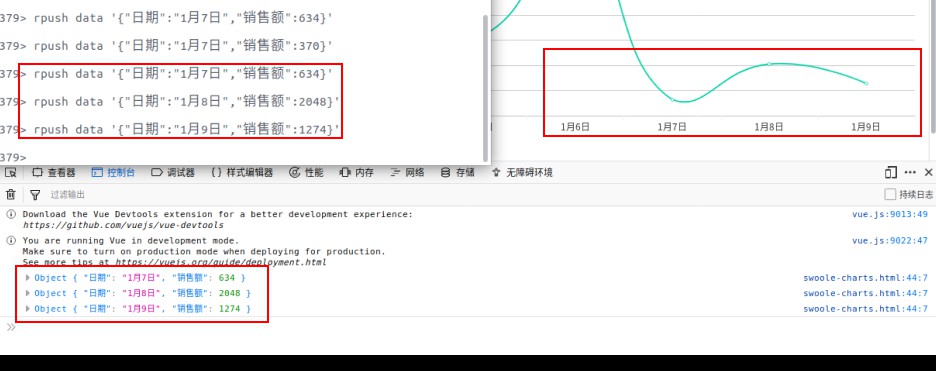 379> rpush data '{"日期":"1月7日","销售额":634}'
379> rpush data '{"日期":"1月7日","销售额":370}'
379> rpush data '{"日期":"1月7日","销售额":634}'
379> rpush data '{"日期":"1月8日","销售额":2048}'
379> rpush data '{"日期":"1月9日","销售额":1274}'
379>
1月6日 1月7日 1月8日 1月9日
查看器 控制台 调试器 {} 样式编辑器 性能 内存 网络 存储 无障碍环境
过滤输出 持续日志
Download the Vue Devtools extension for a better development experience: vue.js:9013:49
https://github.com/vuejs/vue-devtools
You are running Vue in development mode. vue.js:9022:47
Make sure to turn on production mode when deploying for production.
See more tips at https://vuejs.org/guide/deployment.html
Object { "日期": "1月7日", "销售额": 634 } swoole-charts.html:44:7
Object { "日期": "1月8日", "销售额": 2048 } swoole-charts.html:44:7
Object { "日期": "1月9日", "销售额": 1274 } swoole-charts.html:44:7